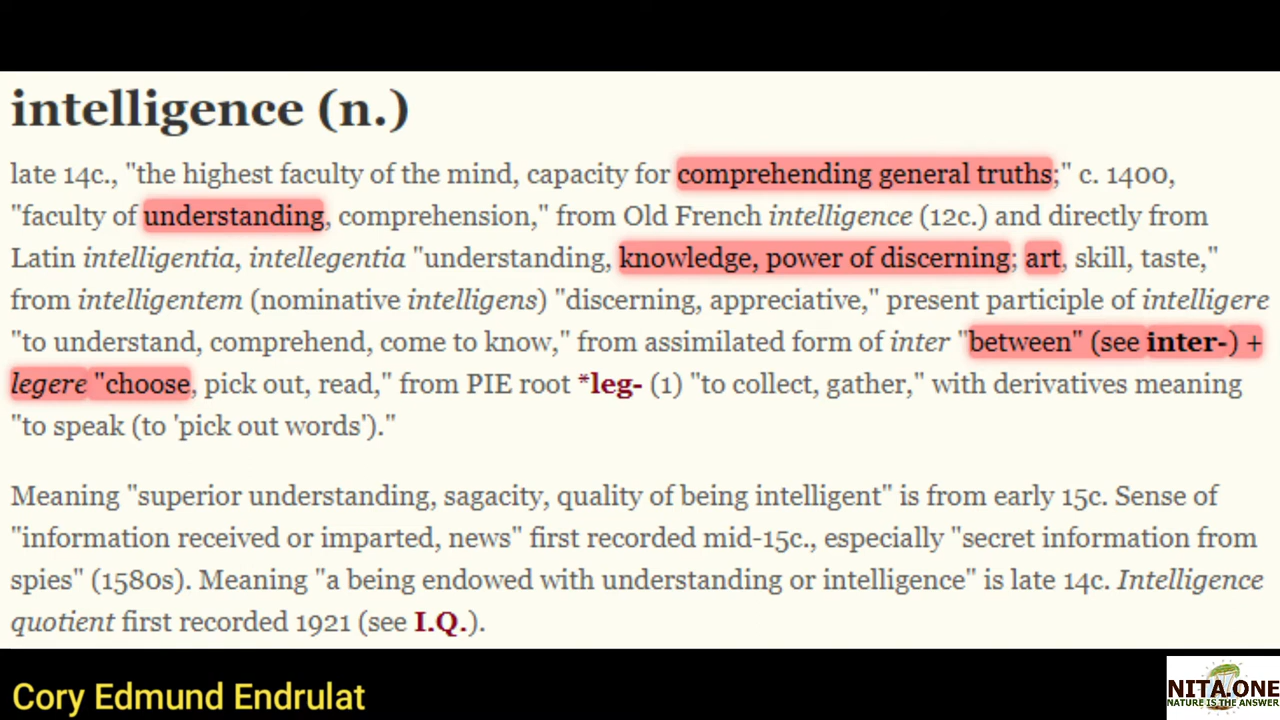 intelligence (n.)
late 14c., "the highest faculty of the mind, capacity for comprehending general truths;" c. 1400,
"faculty of understanding, comprehension," from Old French intelligence (12c.) and directly from
Latin intelligentia, intellegentia "understanding, knowledge, power of discerning; art, skill, taste,"
from intelligentem (nominative intelligens) "discerning, appreciative," present participle of intelligere
"to understand, comprehend, come to know," from assimilated form of inter "between" (see inter-) +
legere "choose, pick out, read," from PIE root *leg- (1) "to collect, gather," with derivatives meaning
"to speak (to 'pick out words')."
Meaning "superior understanding, sagacity, quality of being intelligent" is from early 15c. Sense of
"information received or imparted, news" first recorded mid-15c., especially "secret information from
spies" (1580s). Meaning "a being endowed with understanding or intelligence" is late 14c. Intelligence
quotient first recorded 1921 (see I.Q.).
Cory Edmund Endrulat
NITA.ONE
NATURE IS THE ANSWER